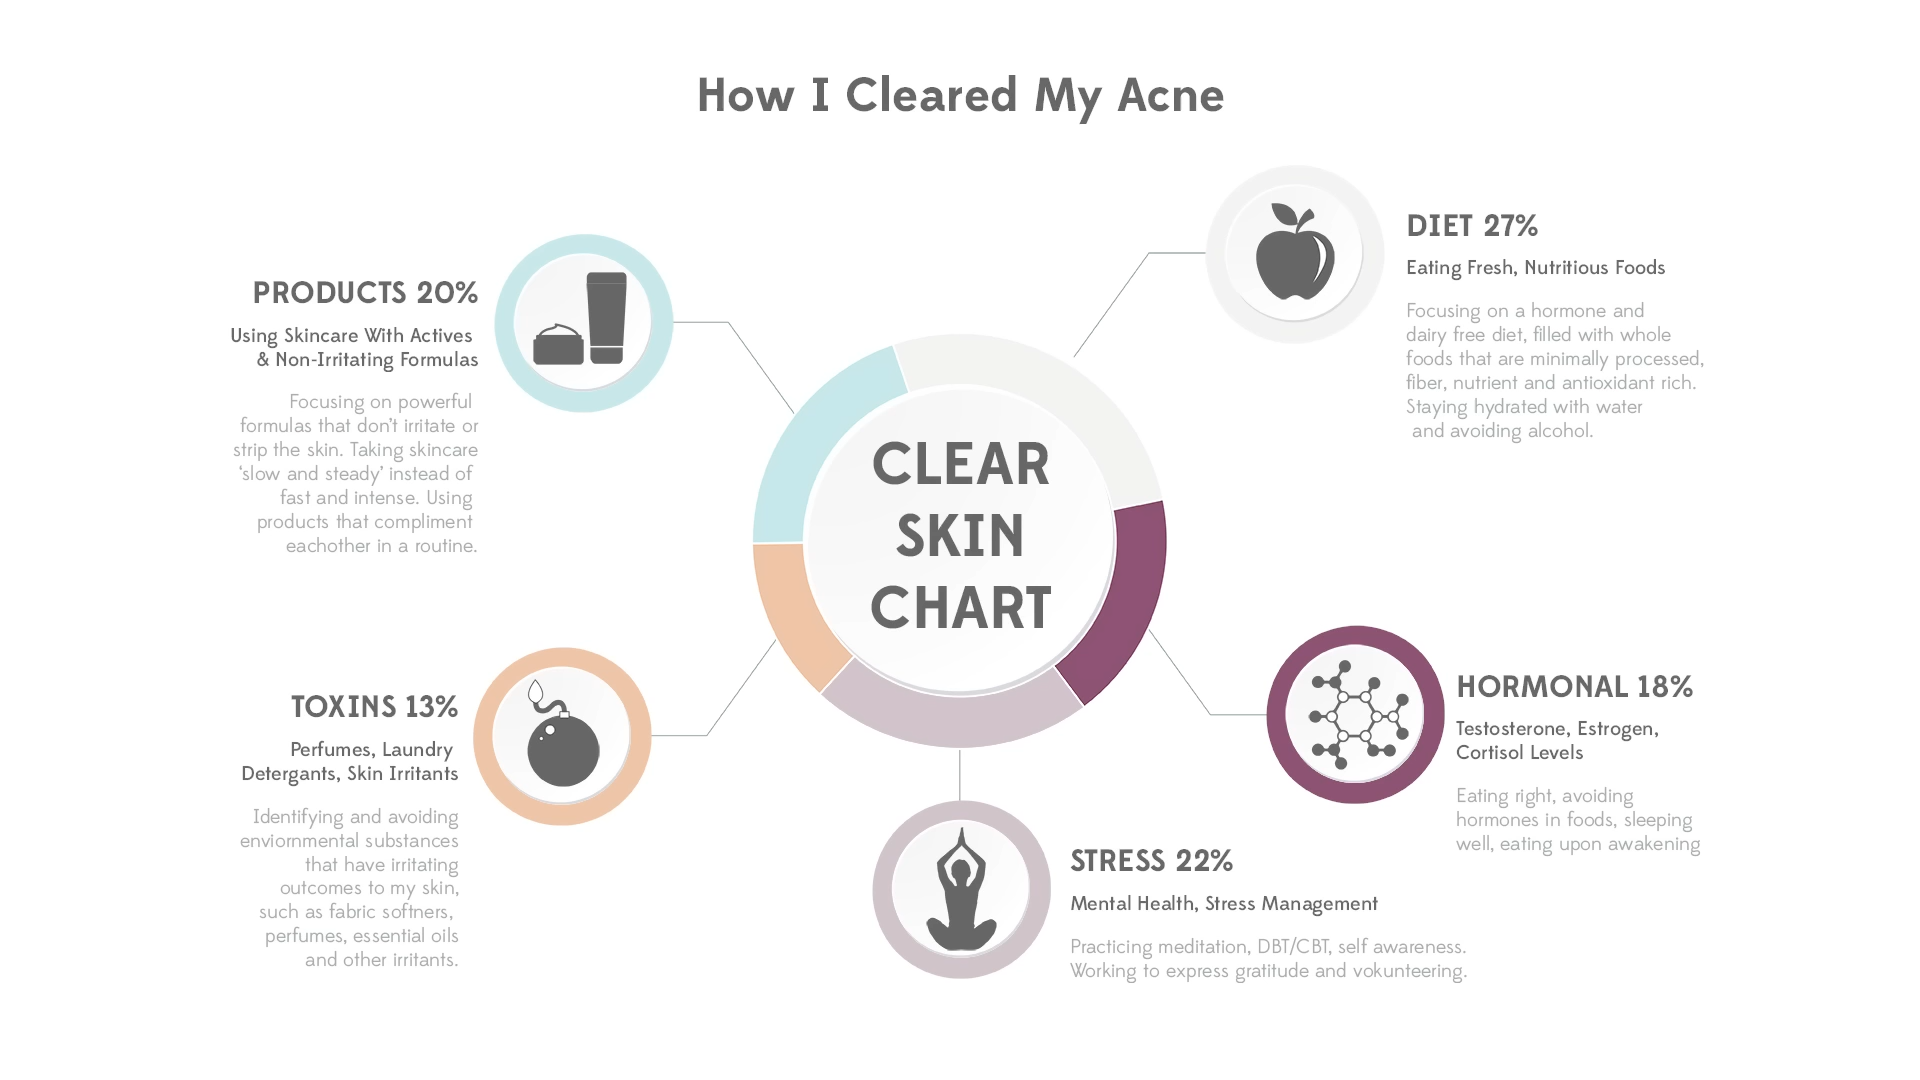 How I Cleared My Acne
PRODUCTS 20%
Using Skincare With Actives
& Non-Irritating Formulas
Focusing on powerful
formulas that don't irritate or
strip the skin. Taking skincare
'slow and steady' instead of
fast and intense. Using
products that compliment
eachother in a routine.
DIET 27%
Eating Fresh, Nutritious Foods
Focusing on a hormone and
dairy free diet, filled with whole
foods that are minimally processed,
fiber, nutrient and antioxidant rich.
Staying hydrated with water
and avoiding alcohol.
CLEAR
SKIN
CHART
TOXINS 13%
Perfumes, Laundry
Detergants, Skin Irritants
Identifying and avoiding
enviornmental substances
that have irritating
outcomes to my skin,
such as fabric softners,
perfumes, essential oils
and other irritants.
HORMONAL 18%
Testosterone, Estrogen,
Cortisol Levels
Eating right, avoiding
hormones in foods, sleeping
well, eating upon awakening
STRESS 22%
Mental Health, Stress Management
Practicing meditation, DBT/CBT, self awareness.
Working to express gratitude and vokunteering.